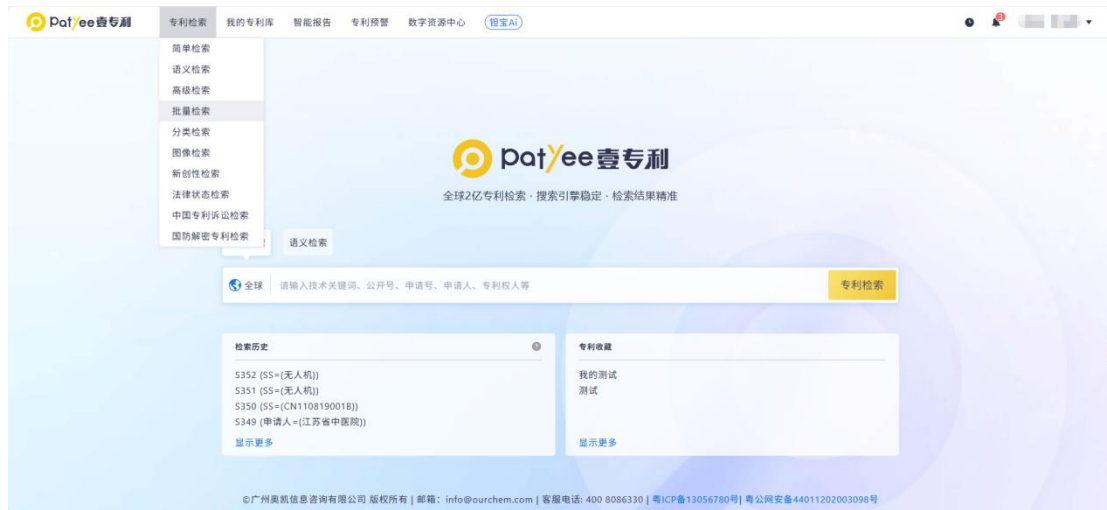 Patyee壹专利 专利检索 我的专利库 智能报告 专利预警 数字资源中心 钽宝Ai 3
简单检索
语义检索
高级检索
批量检索
分类检索
图像检索
新创性检索
法律状态检索
中国专利诉讼检索
国防解密专利检索
patyee壹专利
全球2亿专利检索 · 搜索引擎稳定 · 检索结果精准
语义检索
全球 请输入技术关键词、公开号、申请号、申请人、专利权人等 专利检索
检索历史
S352 (SS=(无人机))
S351 (SS=(无人机))
S350 (SS=(CN110819001B))
S349 (申请人=(江苏省中医院))
显示更多
专利收藏
我的测试
测试
显示更多
©广州奥凯信息咨询有限公司 版权所有 | 邮箱：info@ourchem.com | 客服电话: 400 8086330 | 粤ICP备13056780号| 粤公网安备44011202003098号